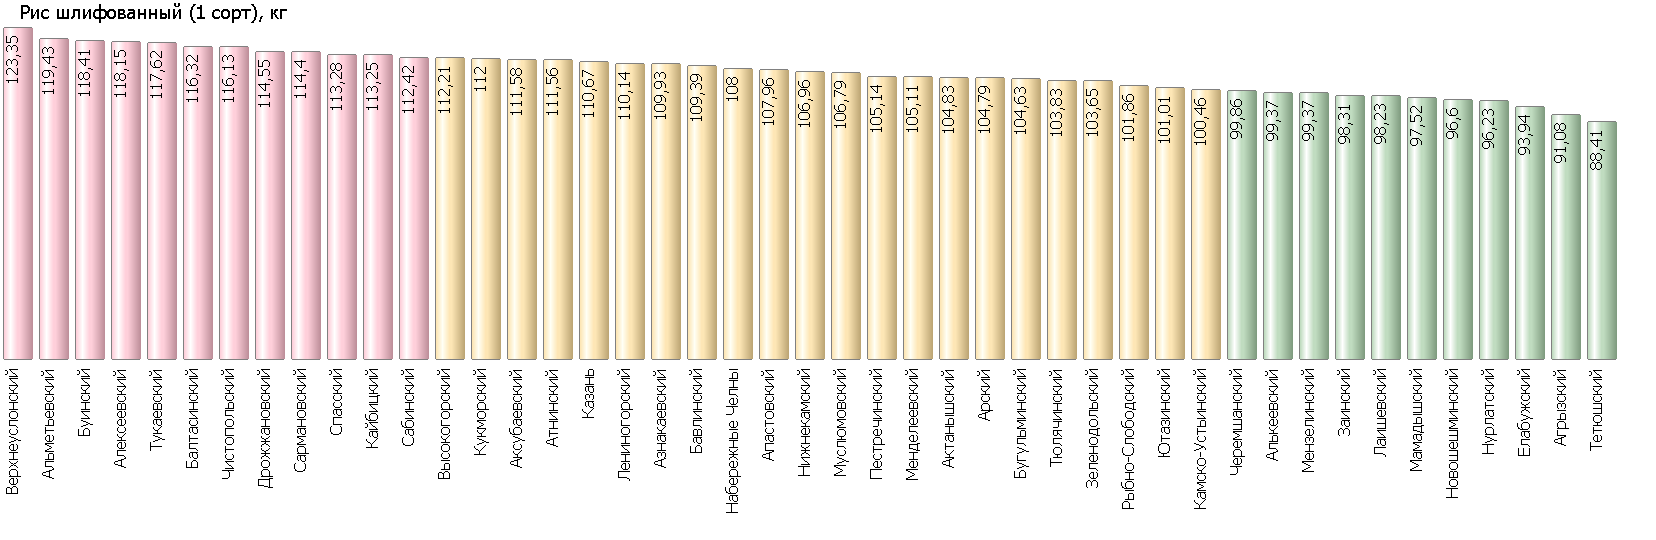 Рис шлифованный (1 сорт), кг
123,35
119,43
118,41
118,15
117,62
116,32
116,13
114,55
114,4
113,28
113,25
112,42
112,21
112
111,58
111,56
110,67
110,14
109,93
109,39
108
107,96
106,96
106,79
105,14
105,11
104,83
104,79
104,63
103,83
103,65
101,86
101,01
100,46
99,86
99,37
99,37
98,31
98,23
97,52
96,6
96,23
93,94
91,08
88,41
Верхнеуслонский
Альметьевский
Буинский
Алексеевский
Тукаевский
Балтасинский
Чистопольский
Дрожжановский
Сармановский
Спасский
Кайбицкий
Сабинский
Высокогорский
Кукморский
Аксубаевский
Атнинский
Казань
Лениногорский
Азнакаевский
Бавлинский
Набережные Челны
Апастовский
Нижнекамский
Муслюмовский
Пестречинский
Менделеевский
Актанышский
Арский
Бугульминский
Тюлячинский
Зеленодольский
Рыбно-Слободский
Ютазинский
Камско-Устьинский
Черемшанский
Алькеевский
Мензелинский
Заинский
Лаишевский
Мамадышский
Новошешминский
Нурлатский
Елабужский
Агрызский
Тетюшский